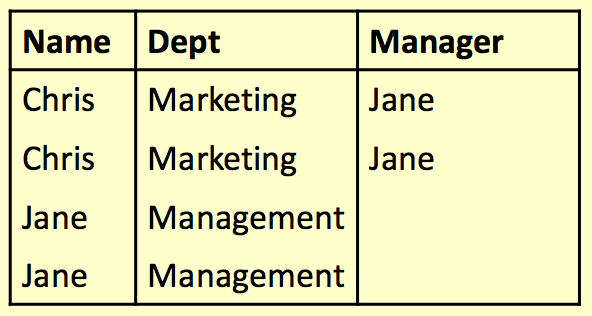 Name Dept Manager
Chris Marketing Jane
Chris Marketing Jane
Jane Management
Jane Management